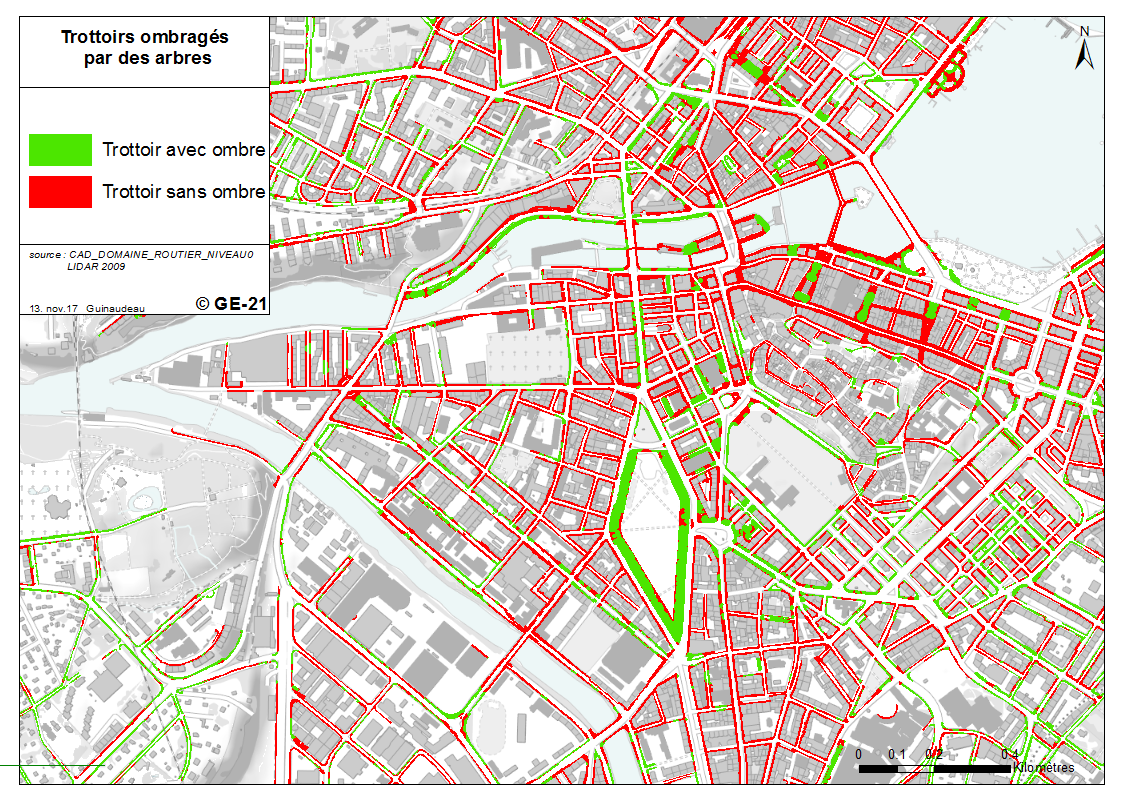 Trottoirs ombragés
par des arbres
Trottoir avec ombre
Trottoir sans ombre
source : CAD_DOMAINE_ROUTIER_NIVEAU0
LIDAR 2009
13. nov.17 Guinaudeau © GE-21
N
0 0.1 0.2 0.4
Kilomètres